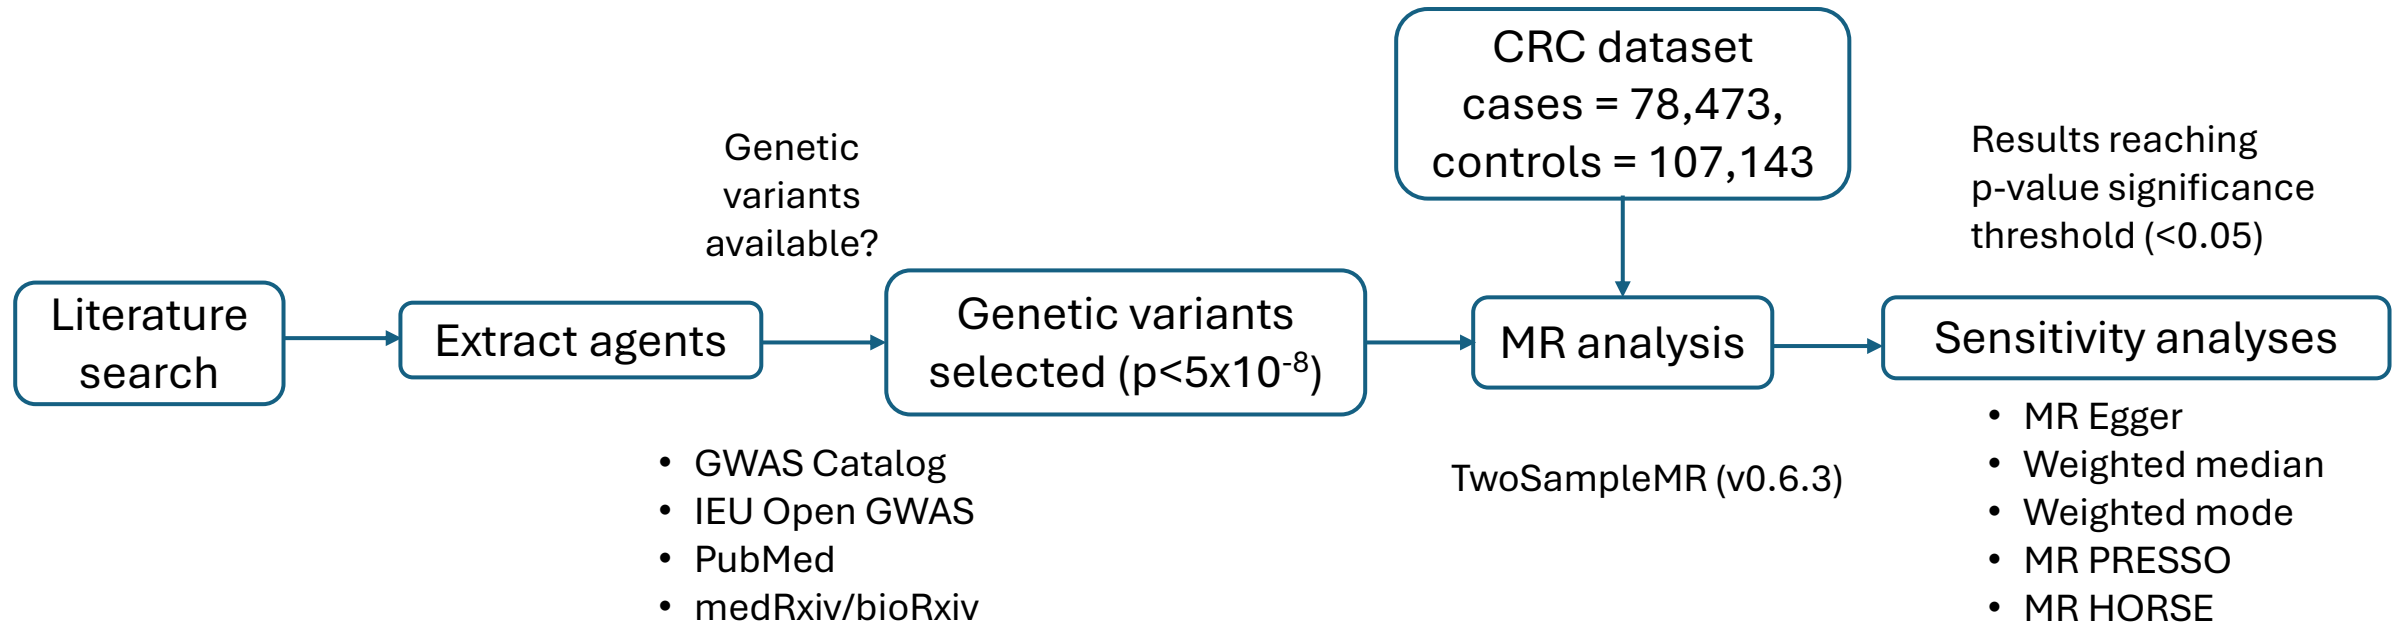 Literature
search
Extract agents
Genetic
variants
available?
• GWAS Catalog
• IEU Open GWAS
• PubMed
• medRxiv/bioRxiv
Genetic variants
selected (p<5x10⁻⁸)
CRC dataset
cases = 78,473,
controls = 107,143
MR analysis
TwoSampleMR (v0.6.3)
Results reaching
p-value significance
threshold (<0.05)
Sensitivity analyses
• MR Egger
• Weighted median
• Weighted mode
• MR PRESSO
• MR HORSE